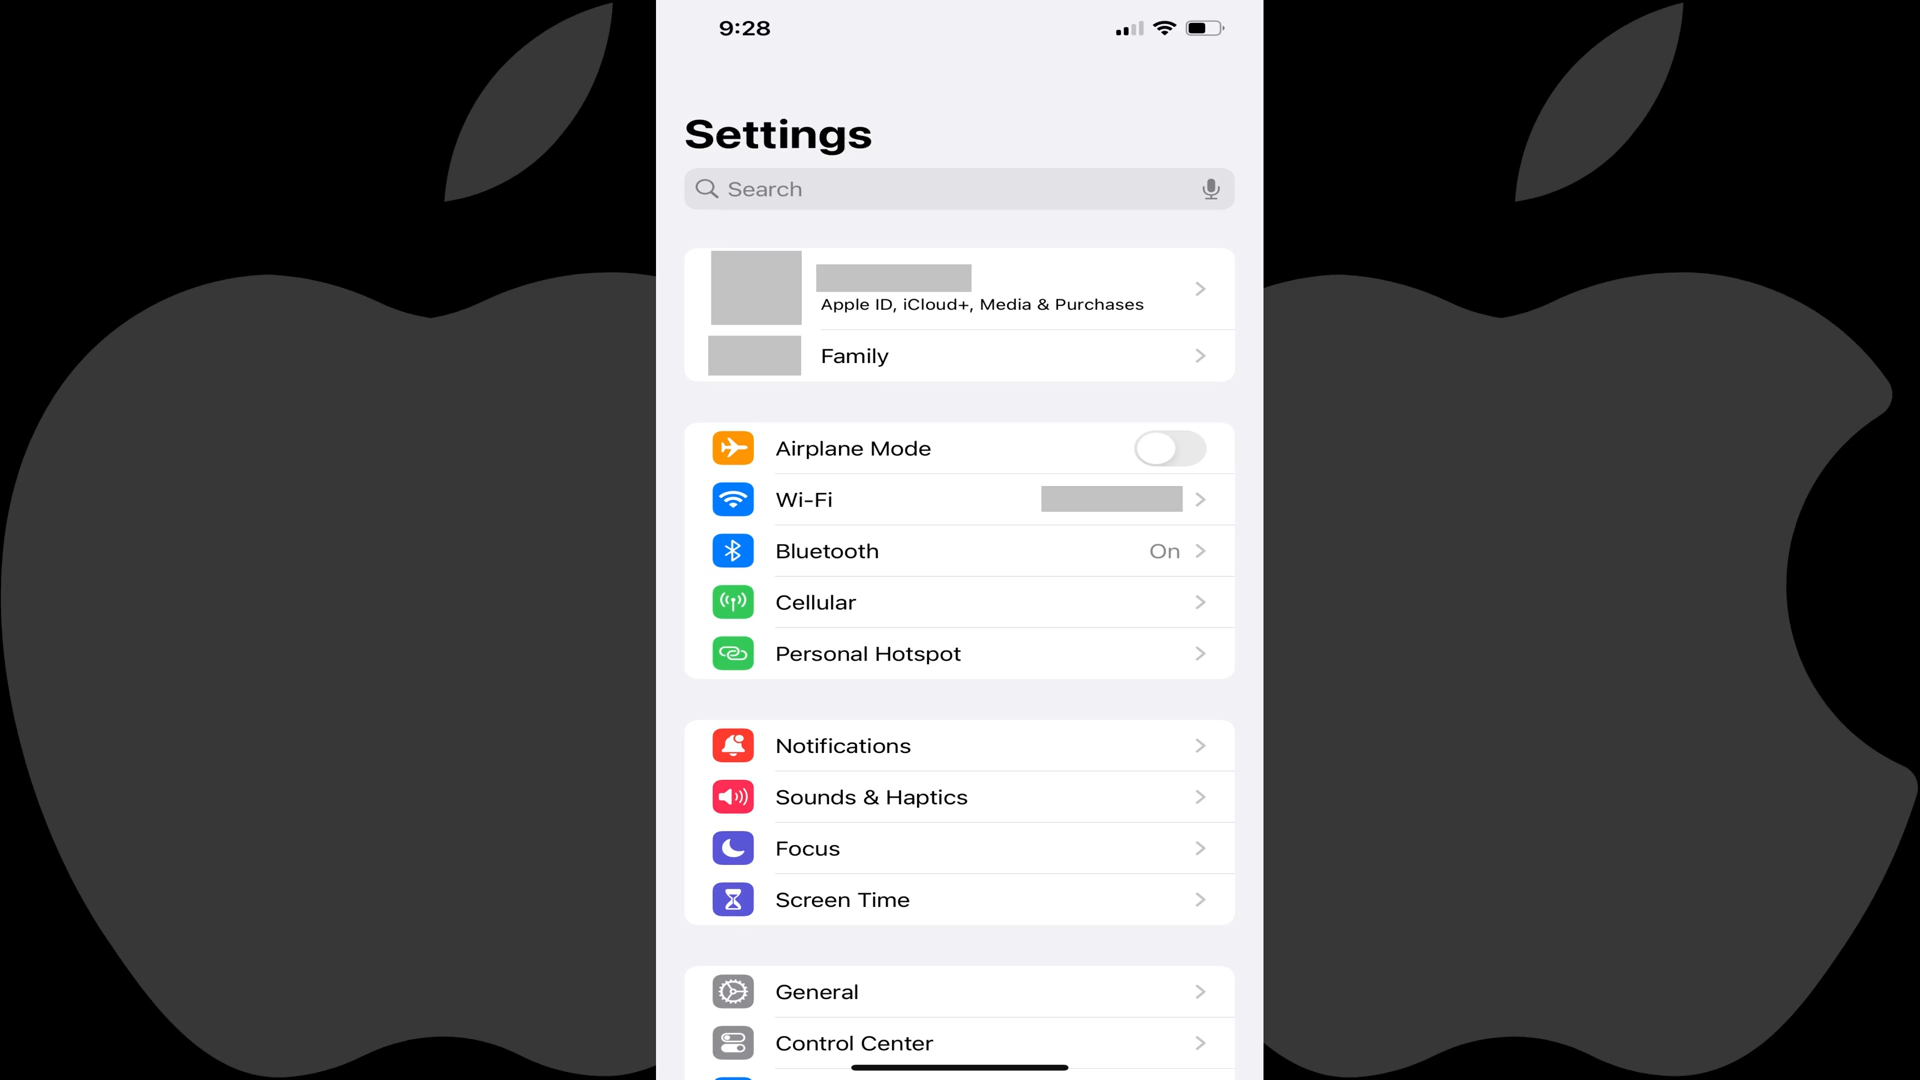 9:28
Settings
Search
Apple ID, iCloud+, Media & Purchases
Family
Airplane Mode
Wi-Fi
Bluetooth On
Cellular
Personal Hotspot
Notifications
Sounds & Haptics
Focus
Screen Time
General
Control Center